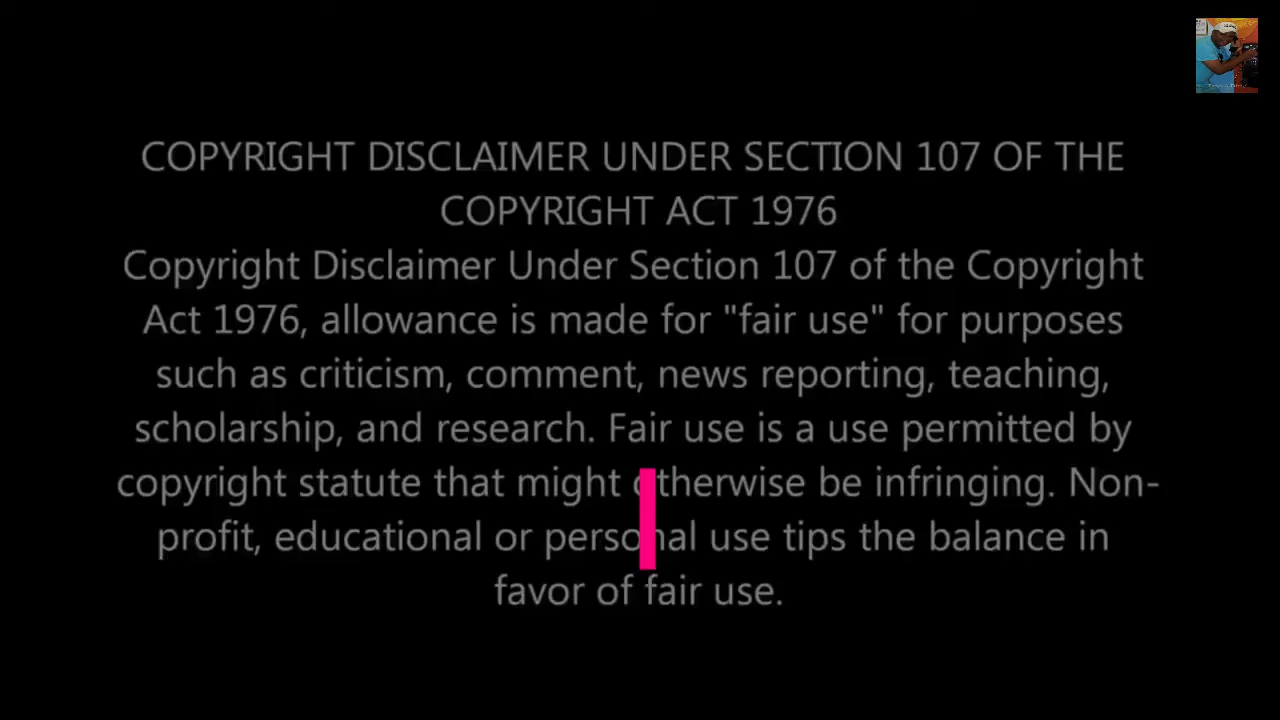 COPYRIGHT DISCLAIMER UNDER SECTION 107 OF THE
COPYRIGHT ACT 1976
Copyright Disclaimer Under Section 107 of the Copyright
Act 1976, allowance is made for "fair use" for purposes
such as criticism, comment, news reporting, teaching,
scholarship, and research. Fair use is a use permitted by
copyright statute that might otherwise be infringing. Non-
profit, educational or personal use tips the balance in
favor of fair use.